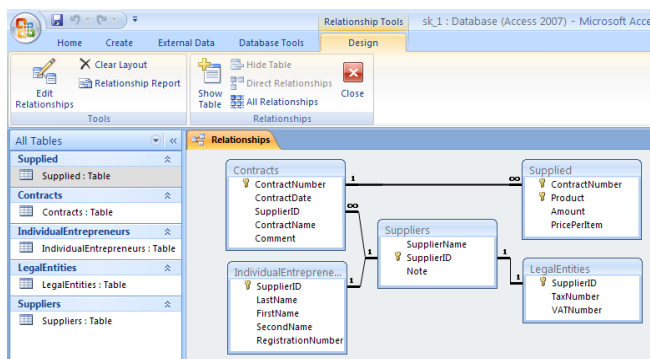 Relationship Tools
sk_1 : Database (Access 2007) - Microsoft Acce
Home Create External Data Database Tools Design
Edit Relationships
Clear Layout
Relationship Report
Tools
Show Table
Hide Table
Direct Relationships
All Relationships
Close
Relationships
All Tables
Supplied
Supplied : Table
Contracts
Contracts : Table
IndividualEntrepreneurs
IndividualEntrepreneurs : Table
LegalEntities
LegalEntities : Table
Suppliers
Suppliers : Table
Relationships
Contracts
ContractNumber
ContractDate
SupplierID
ContractName
Comment
1
∞
∞
Supplied
ContractNumber
Product
Amount
PricePerItem
Suppliers
SupplierName
SupplierID
Note
1
1
IndividualEntreprene...
SupplierID
LastName
FirstName
SecondName
RegistrationNumber
1
1
LegalEntities
SupplierID
TaxNumber
VATNumber